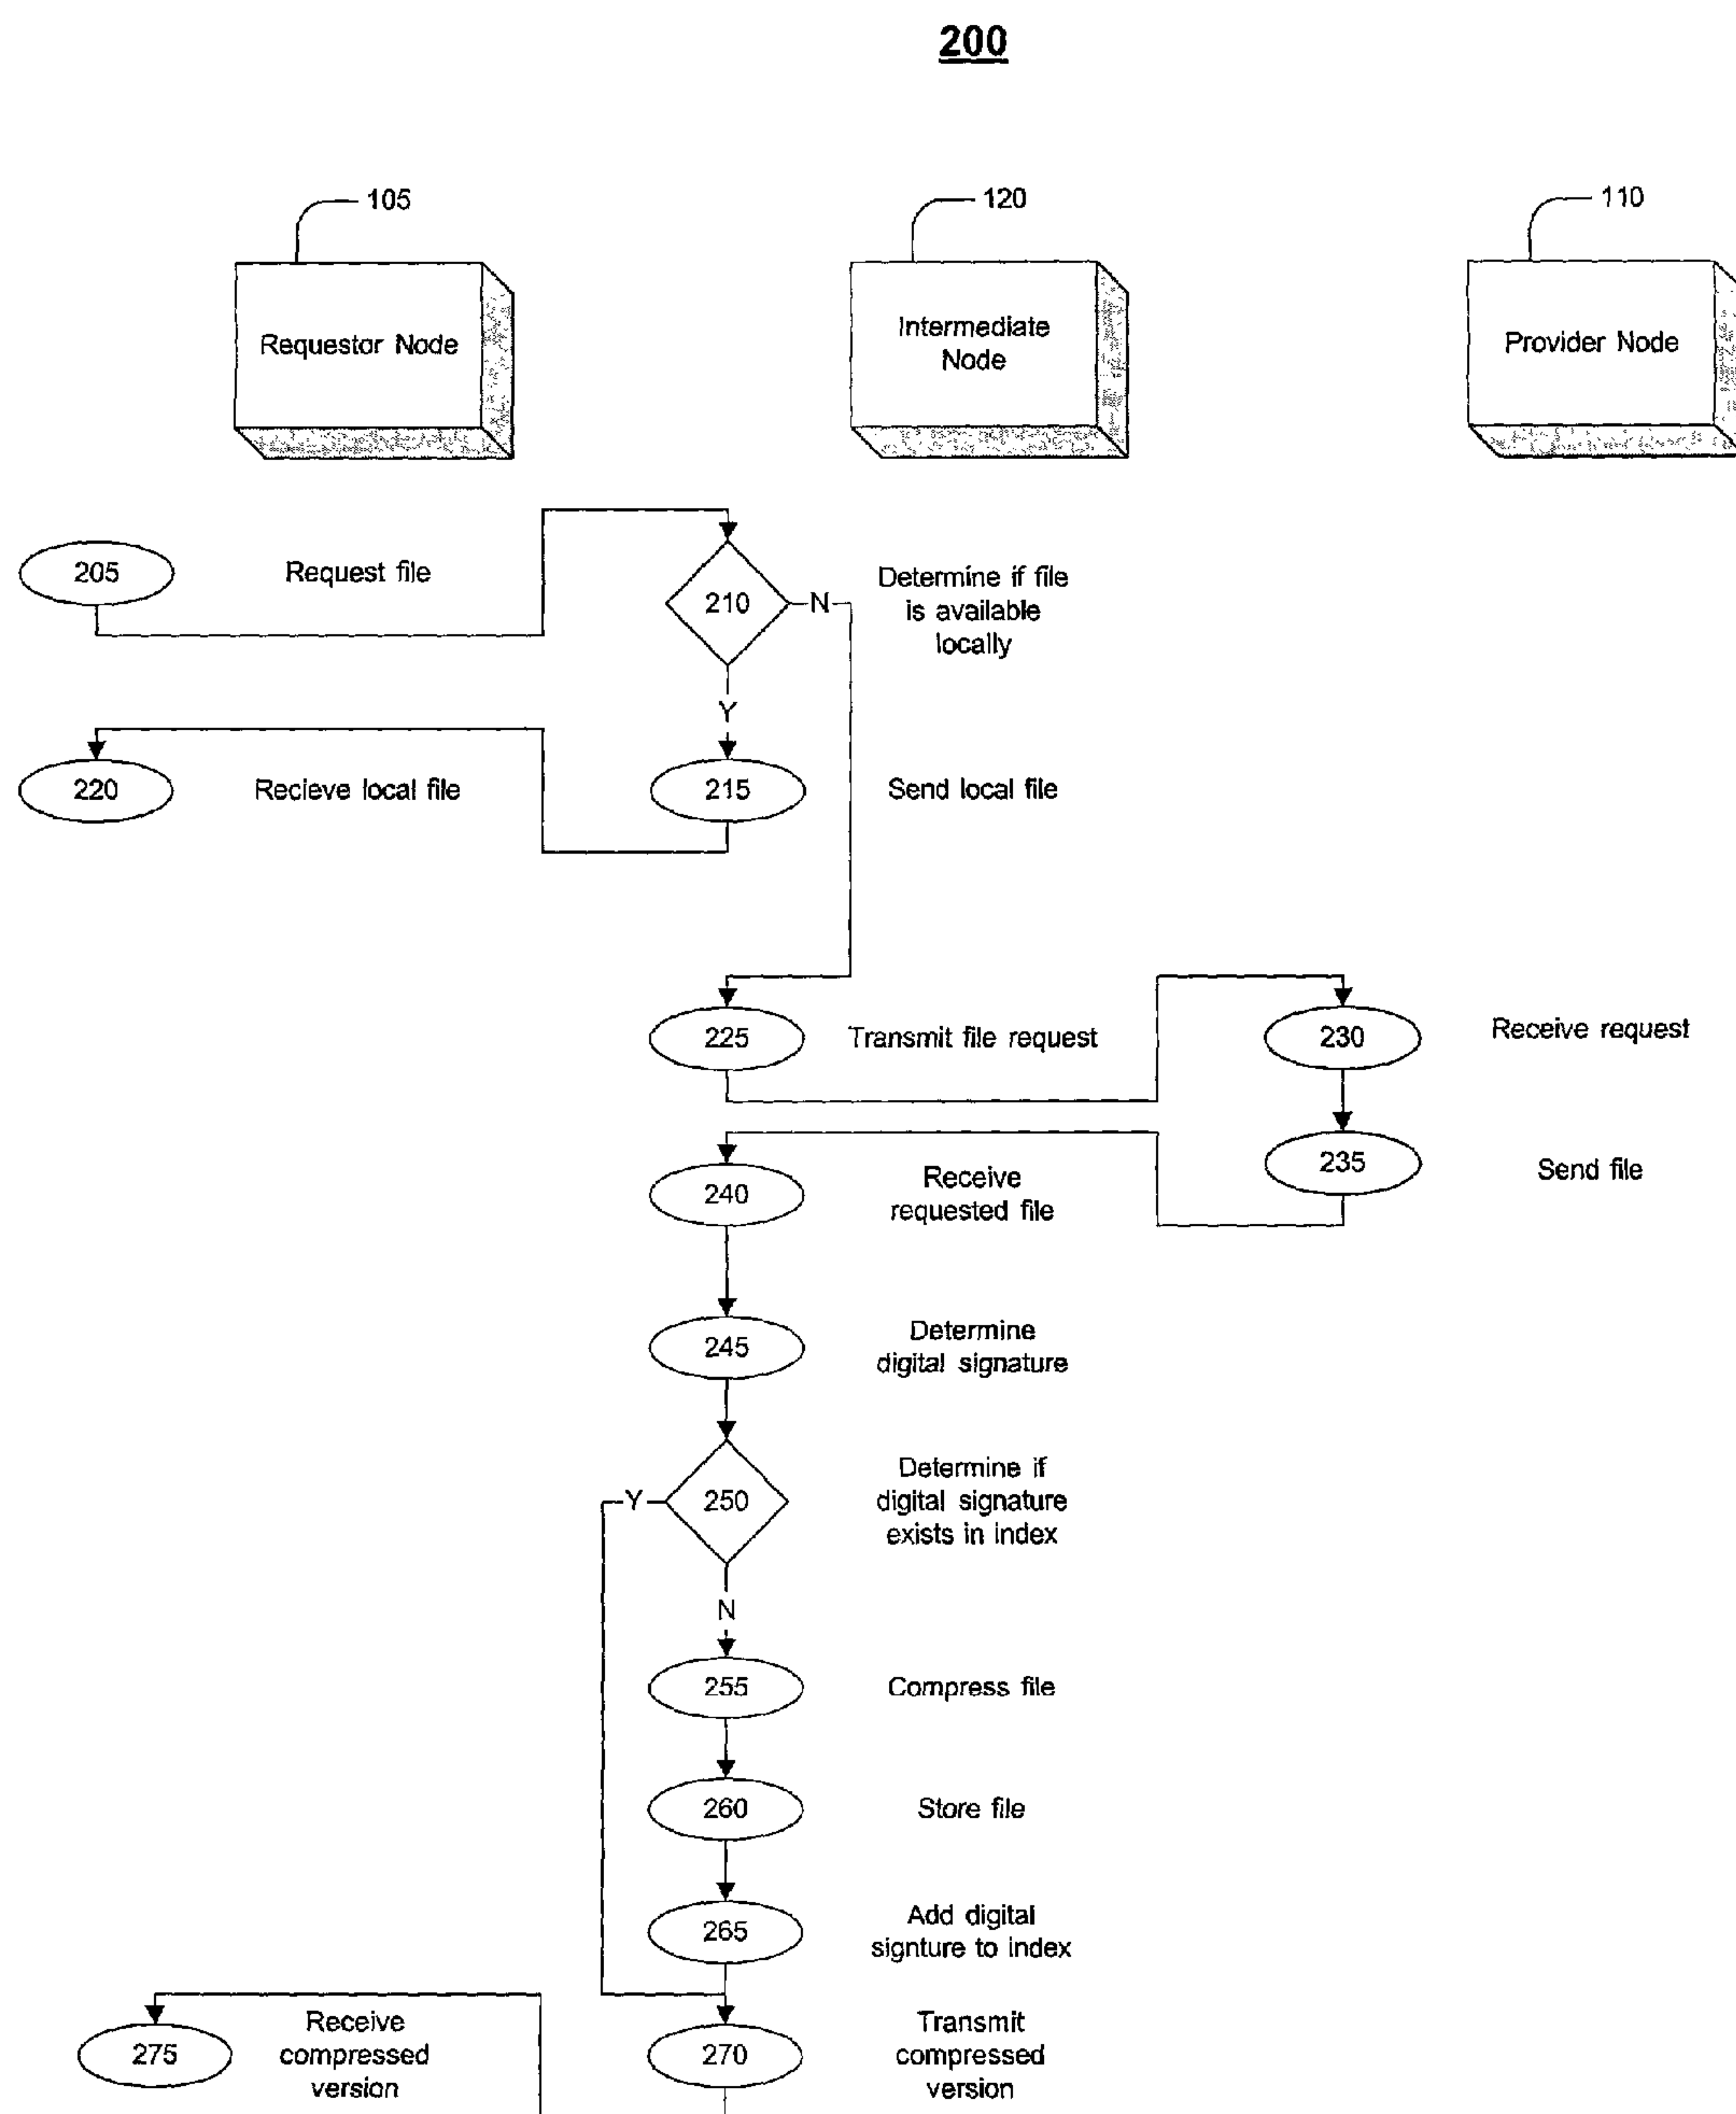 200
105
120
110
Requestor Node
Intermediate
Node
Provider Node
205
Request file
210
N
Determine if file
is available
locally
Y
220
Recieve local file
215
Send local file
225
Transmit file request
230
Receive request
235
Send file
240
Receive
requested file
245
Determine
digital signature
Y
250
Determine if
digital signature
exists in index
N
255
Compress file
260
Store file
265
Add digital
signture to index
275
Receive
compressed
version
270
Transmit
compressed
version